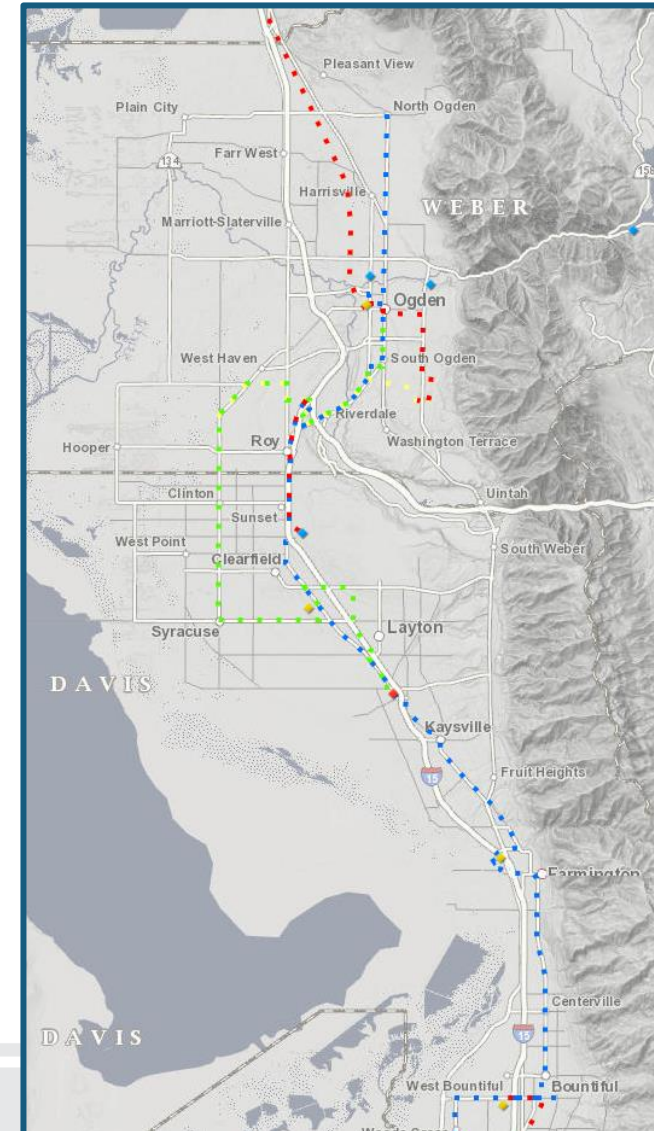 Pleasant View
Plain City
North Ogden
134
Farr West
158
Harrisville
WEBER
Marriott-Slaterville
Ogden
West Haven
South Ogden
Riverdale
Roy
Washington Terrace
Hooper
Clinton
Uintah
Sunset
West Point
South Weber
Clearfield
Syracuse
Layton
DAVIS
Kaysville
15
Fruit Heights
Farmington
Centerville
DAVIS
15
West Bountiful
Bountiful